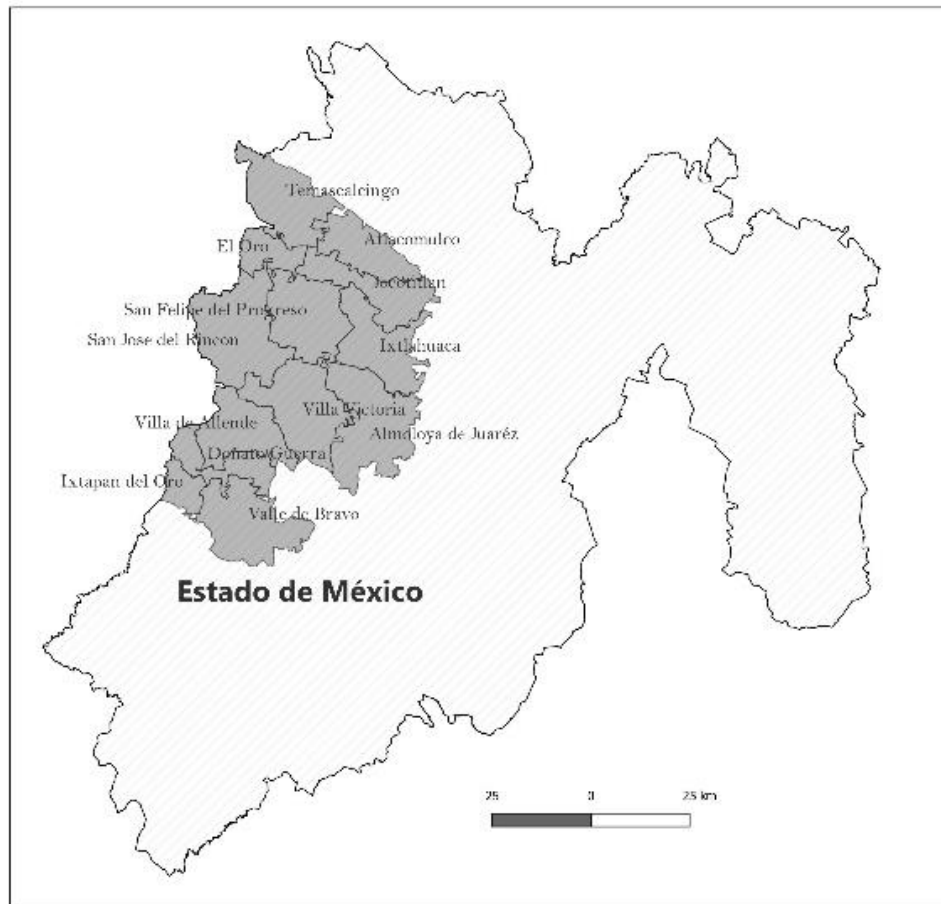 Temascalcingo
Atlacomulco
El Oro
Jocotitlan
San Felipe del Progreso
San Jose del Rincon
Ixtlahuaca
Villa Victoria
Villa de Allende
Almoloya de Juaréz
Donato Guerra
Ixtapan del Oro
Valle de Bravo
Estado de México
25 0 25 km